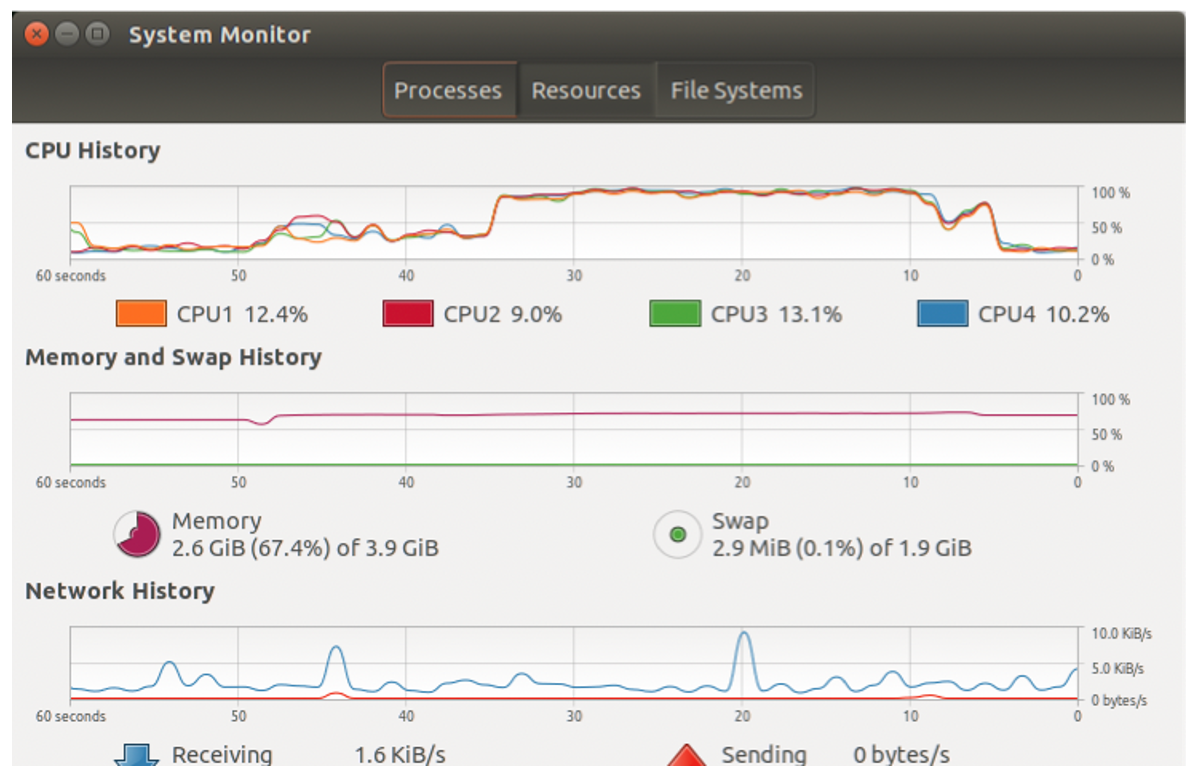 System Monitor
Processes Resources File Systems
CPU History
100 %
50 %
0 %
60 seconds 50 40 30 20 10 0
CPU1 12.4% CPU2 9.0% CPU3 13.1% CPU4 10.2%
Memory and Swap History
100 %
50 %
0 %
60 seconds 50 40 30 20 10 0
Memory Swap
2.6 GiB (67.4%) of 3.9 GiB 2.9 MiB (0.1%) of 1.9 GiB
Network History
10.0 KiB/s
5.0 KiB/s
0 bytes/s
60 seconds 50 40 30 20 10 0
Receiving 1.6 KiB/s Sending 0 bytes/s